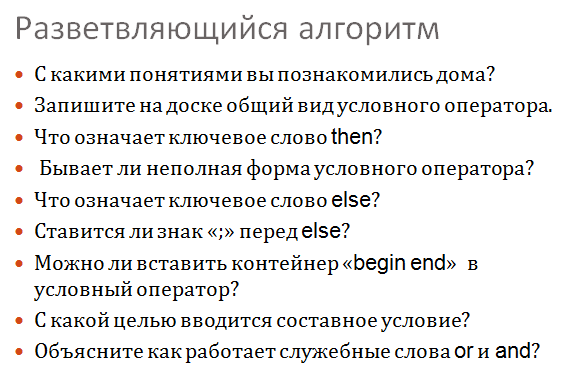 Разветвляющийся алгоритм
• С какими понятиями вы познакомились дома?
• Запишите на доске общий вид условного оператора.
• Что означает ключевое слово then?
• Бывает ли неполная форма условного оператора?
• Что означает ключевое слово else?
• Ставится ли знак «;» перед else?
• Можно ли вставить контейнер «begin end» в
условный оператор?
• С какой целью вводится составное условие?
• Объясните как работает служебные слова or и and?